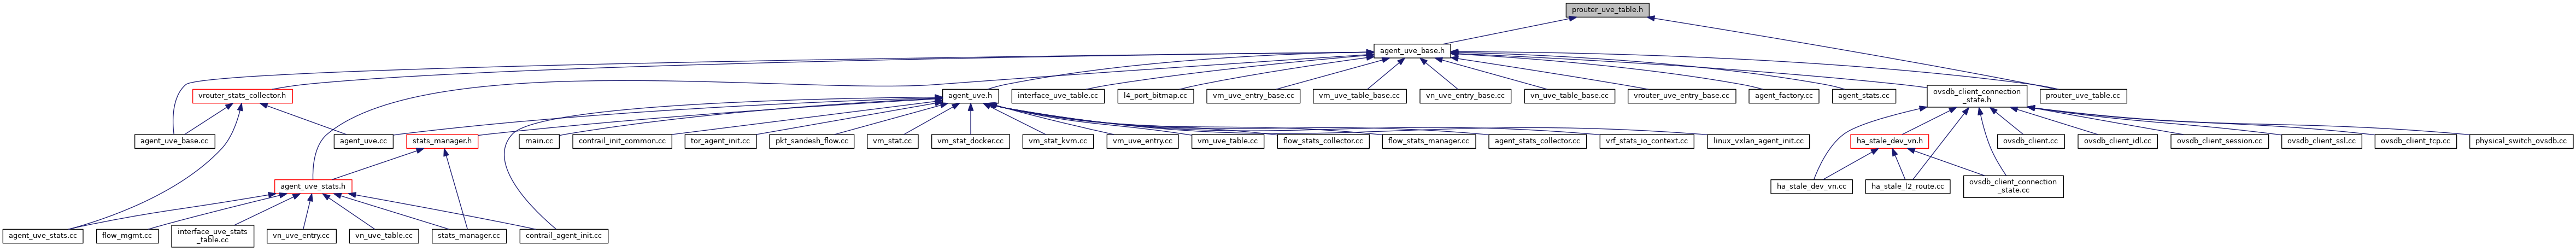 prouter_uve_table.h
agent_uve_base.h
vrouter_stats_collector.h
agent_uve.h
interface_uve_table.cc
l4_port_bitmap.cc
vm_uve_entry_base.cc
vm_uve_table_base.cc
vn_uve_entry_base.cc
vn_uve_table_base.cc
vrouter_uve_entry_base.cc
agent_factory.cc
agent_stats.cc
ovsdb_client_connection
_state.h
prouter_uve_table.cc
agent_uve_base.cc
agent_uve.cc
stats_manager.h
main.cc
contrail_init_common.cc
tor_agent_init.cc
pkt_sandesh_flow.cc
vm_stat.cc
vm_stat_docker.cc
vm_stat_kvm.cc
vm_uve_entry.cc
vm_uve_table.cc
flow_stats_collector.cc
flow_stats_manager.cc
agent_stats_collector.cc
vrf_stats_io_context.cc
linux_vxlan_agent_init.cc
ha_stale_dev_vn.h
ovsdb_client.cc
ovsdb_client_idl.cc
ovsdb_client_session.cc
ovsdb_client_ssl.cc
ovsdb_client_tcp.cc
physical_switch_ovsdb.cc
agent_uve_stats.h
ha_stale_dev_vn.cc
ha_stale_l2_route.cc
ovsdb_client_connection
_state.cc
agent_uve_stats.cc
flow_mgmt.cc
interface_uve_stats
_table.cc
vn_uve_entry.cc
vn_uve_table.cc
stats_manager.cc
contrail_agent_init.cc